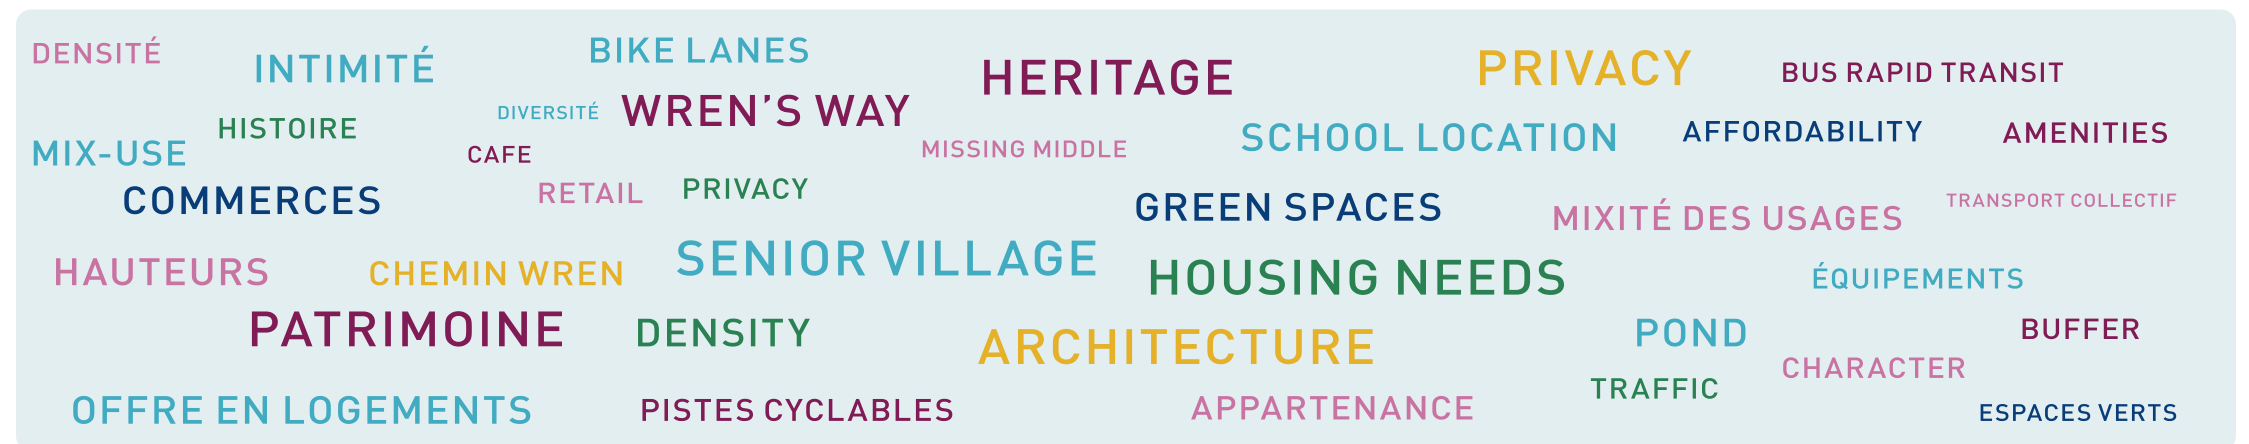 DENSITÉ
INTIMITÉ
BIKE LANES
HERITAGE
PRIVACY
BUS RAPID TRANSIT
HISTOIRE
DIVERSITÉ
WREN’S WAY
MIX-USE
CAFE
MISSING MIDDLE
SCHOOL LOCATION
AFFORDABILITY
AMENITIES
COMMERCES
RETAIL
PRIVACY
GREEN SPACES
MIXITÉ DES USAGES
TRANSPORT COLLECTIF
HAUTEURS
CHEMIN WREN
SENIOR VILLAGE
HOUSING NEEDS
ÉQUIPEMENTS
PATRIMOINE
DENSITY
ARCHITECTURE
POND
BUFFER
CHARACTER
TRAFFIC
OFFRE EN LOGEMENTS
PISTES CYCLABLES
APPARTENANCE
ESPACES VERTS